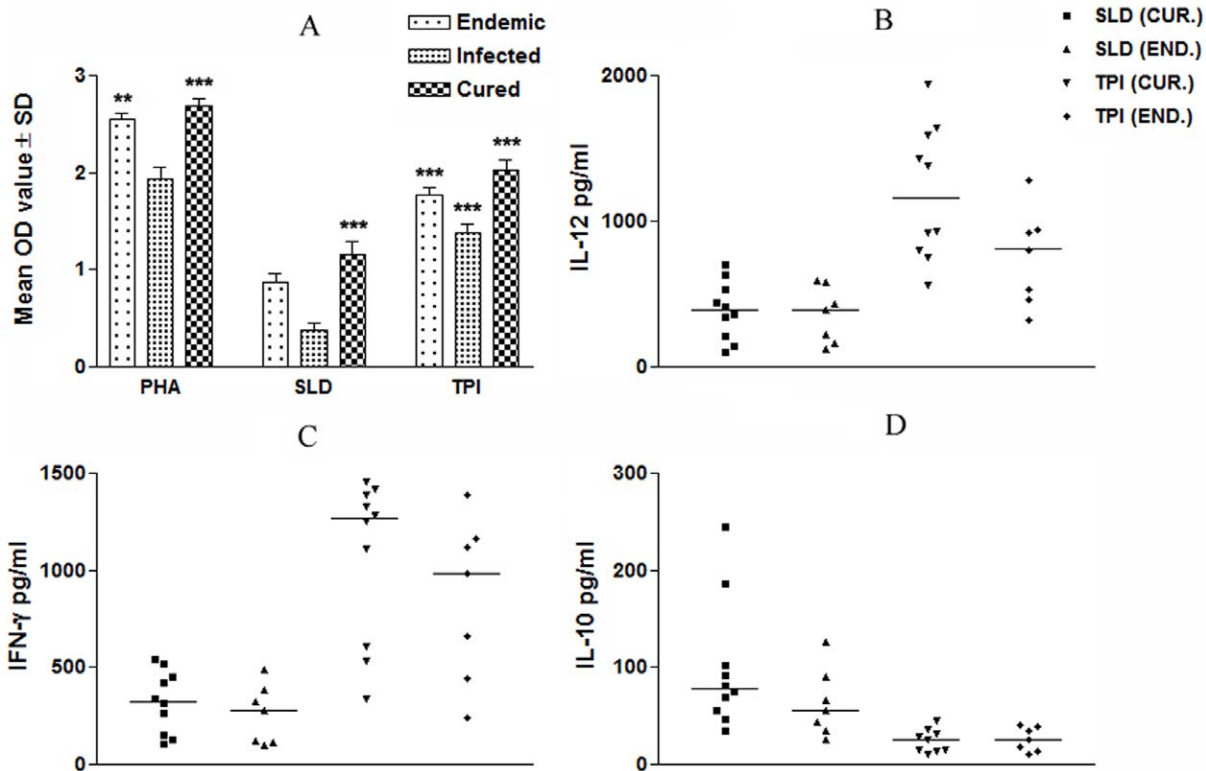 A
Endemic
Infected
Cured
Mean OD value ± SD
3
2
1
0
**
***
***
***
***
***
PHA
SLD
TPI
B
SLD (CUR.)
SLD (END.)
TPI (CUR.)
TPI (END.)
IL-12 pg/ml
2000
1000
0
C
IFN-γ pg/ml
1500
1000
500
0
D
IL-10 pg/ml
300
200
100
0